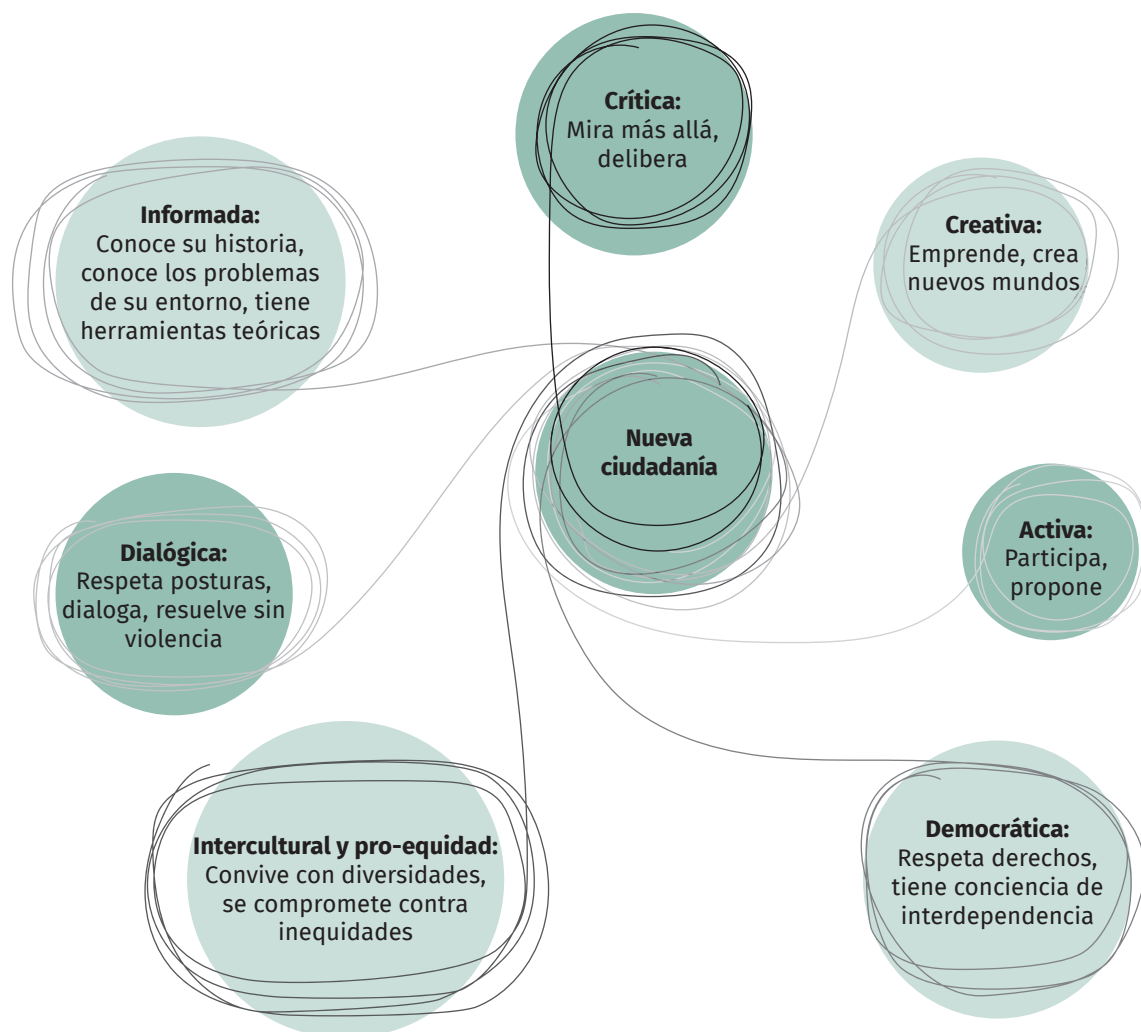 Crítica:
Mira más allá,
delibera
Informada:
Conoce su historia,
conoce los problemas
de su entorno, tiene
herramientas teóricas
Creativa:
Emprende, crea
nuevos mundos
Nueva
ciudadanía
Dialógica:
Respeta posturas,
dialoga, resuelve sin
violencia
Activa:
Participa,
propone
Intercultural y pro-equidad:
Convive con diversidades,
se compromete contra
inequidades
Democrática:
Respeta derechos,
tiene conciencia de
interdependencia